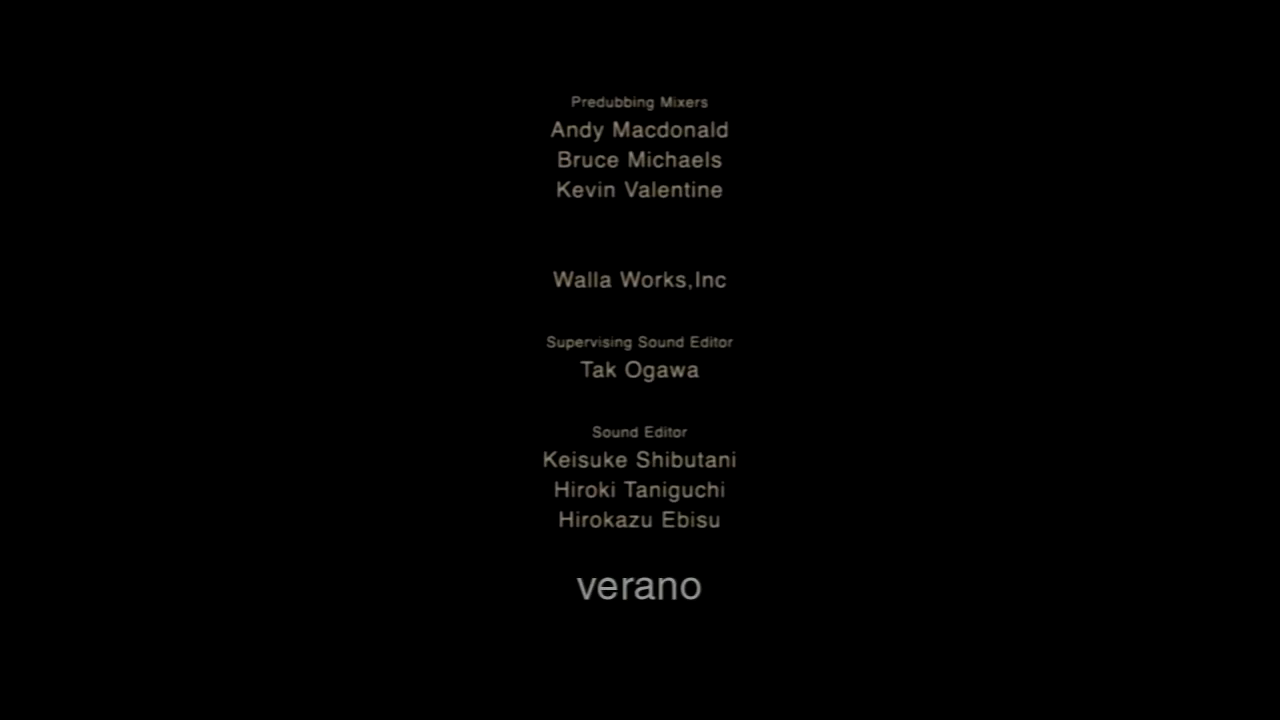 Predubbing Mixers
Andy Macdonald
Bruce Michaels
Kevin Valentine
Walla Works,Inc
Supervising Sound Editor
Tak Ogawa
Sound Editor
Keisuke Shibutani
Hiroki Taniguchi
Hirokazu Ebisu
verano